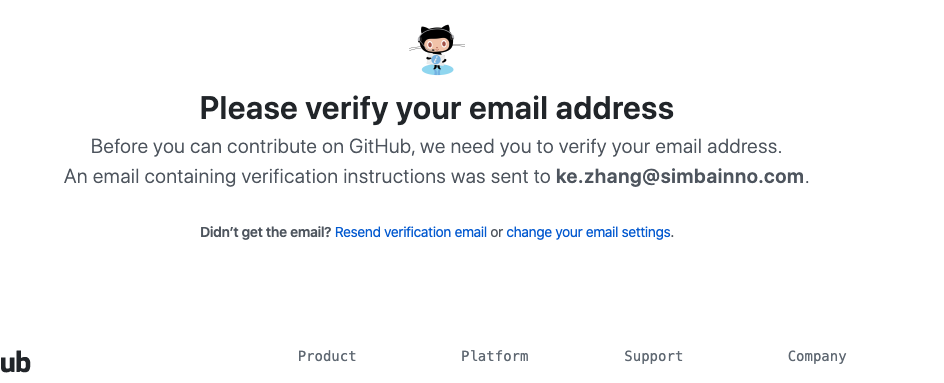 Please verify your email address
Before you can contribute on GitHub, we need you to verify your email address.
An email containing verification instructions was sent to ke.zhang@simbainno.com.
Didn’t get the email? Resend verification email or change your email settings.
ub Product Platform Support Company